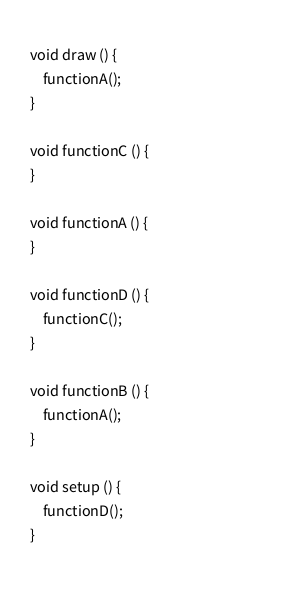 void draw () {
    functionA();
}

void functionC () {
}

void functionA () {
}

void functionD () {
    functionC();
}

void functionB () {
    functionA();
}

void setup () {
    functionD();
}